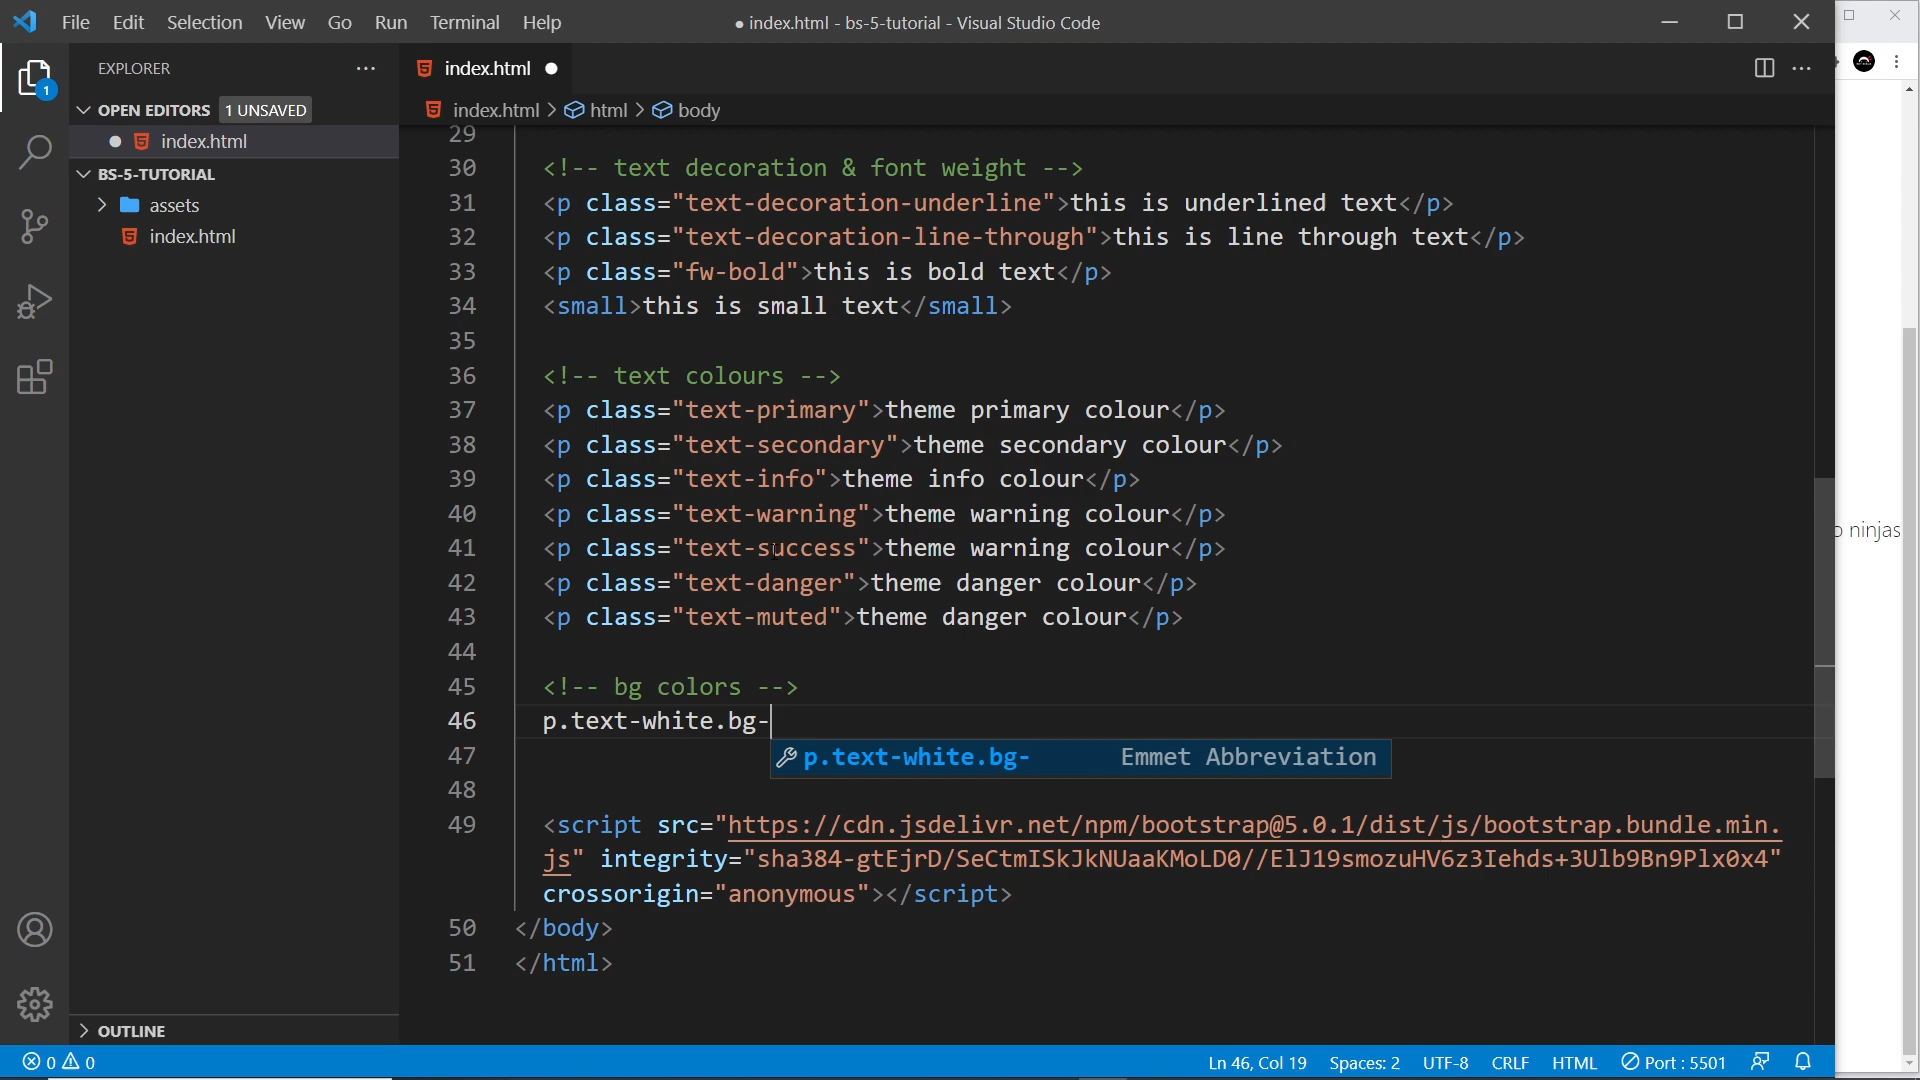 File Edit Selection View Go Run Terminal Help
● index.html - bs-5-tutorial - Visual Studio Code
EXPLORER
OPEN EDITORS 1 UNSAVED
index.html
BS-5-TUTORIAL
assets
index.html
OUTLINE
index.html
index.html > html > body
29
30 <!-- text decoration & font weight -->
31 <p class="text-decoration-underline">this is underlined text</p>
32 <p class="text-decoration-line-through">this is line through text</p>
33 <p class="fw-bold">this is bold text</p>
34 <small>this is small text</small>
35
36 <!-- text colours -->
37 <p class="text-primary">theme primary colour</p>
38 <p class="text-secondary">theme secondary colour</p>
39 <p class="text-info">theme info colour</p>
40 <p class="text-warning">theme warning colour</p>
41 <p class="text-success">theme warning colour</p>
42 <p class="text-danger">theme danger colour</p>
43 <p class="text-muted">theme danger colour</p>
44
45 <!-- bg colors -->
46 p.text-white.bg-
p.text-white.bg- Emmet Abbreviation
47
48
49 <script src="https://cdn.jsdelivr.net/npm/bootstrap@5.0.1/dist/js/bootstrap.bundle.min.
js" integrity="sha384-gtEjrD/SeCtmISkJkNUaaKMoLD0//ElJ19smozuHV6z3Iehds+3Ulb9Bn9Plx0x4"
crossorigin="anonymous"></script>
50 </body>
51 </html>
1
ninjas
0 0
Ln 46, Col 19 Spaces: 2 UTF-8 CRLF HTML Port : 5501